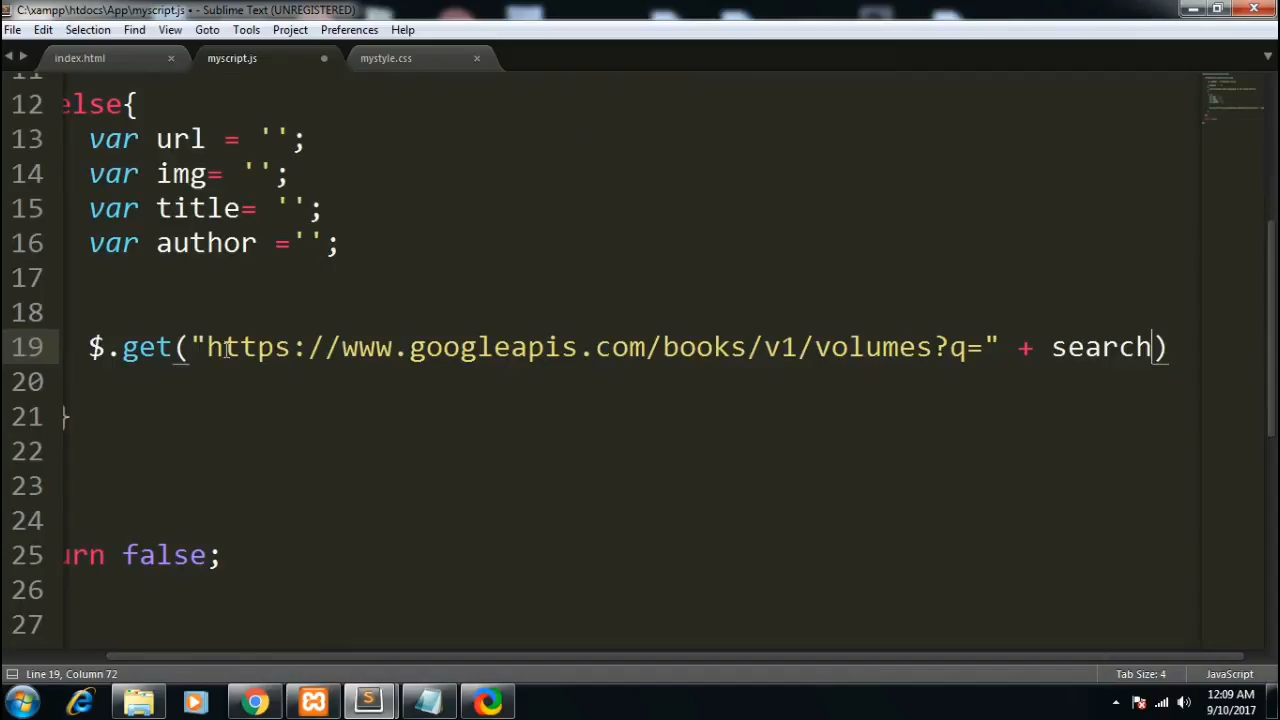 C:\xampp\htdocs\App\myscript.js • - Sublime Text (UNREGISTERED)
File Edit Selection Find View Goto Tools Project Preferences Help
index.html myscript.js mystyle.css
11
12 else{
13 var url = '';
14 img= '';
15 var title= '';
16 var author ='';
17
18
19 $.get("https://www.googleapis.com/books/v1/volumes?q=" + search)
20
21 }
22
23
24
25 urn false;
26
27
Line 19, Column 72 Tab Size: 4 JavaScript
12:09 AM
9/10/2017